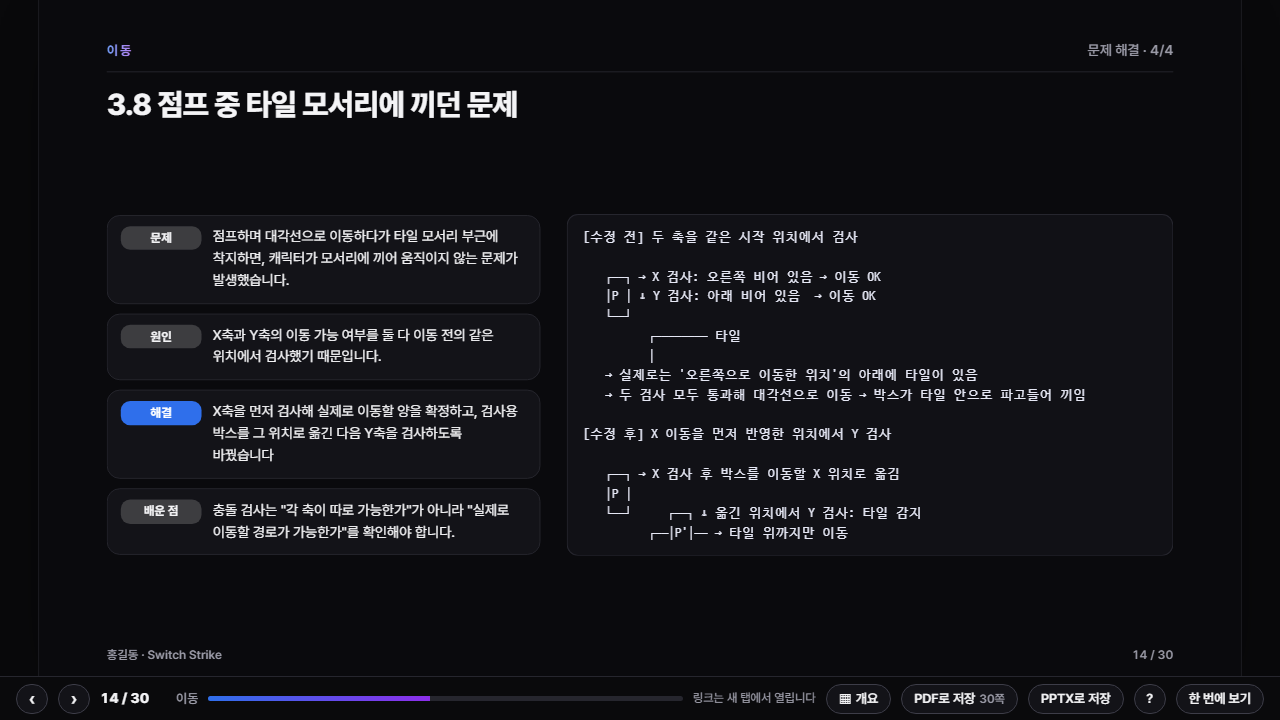 이동
문제 해결 · 4/4
3.8 점프 중 타일 모서리에 끼던 문제
문제
점프하며 대각선으로 이동하다가 타일 모서리 부근에
착지하면, 캐릭터가 모서리에 끼어 움직이지 않는 문제가
발생했습니다.
원인
X축과 Y축의 이동 가능 여부를 둘 다 이동 전의 같은
위치에서 검사했기 때문입니다.
해결
X축을 먼저 검사해 실제로 이동할 양을 확정하고, 검사용
박스를 그 위치로 옮긴 다음 Y축을 검사하도록
바꿨습니다
배운 점
충돌 검사는 "각 축이 따로 가능한가"가 아니라 "실제로
이동할 경로가 가능한가"를 확인해야 합니다.
[수정 전] 두 축을 같은 시작 위치에서 검사
┌─┐ → X 검사: 오른쪽 비어 있음 → 이동 OK
│P │ ↓ Y 검사: 아래 비어 있음 → 이동 OK
└─┘
┌────── 타일
│
→ 실제로는 '오른쪽으로 이동한 위치'의 아래에 타일이 있음
→ 두 검사 모두 통과해 대각선으로 이동 → 박스가 타일 안으로 파고들어 끼임
[수정 후] X 이동을 먼저 반영한 위치에서 Y 검사
┌─┐ → X 검사 후 박스를 이동할 X 위치로 옮김
│P │
└─┘ ┌─┐ ↓ 옮긴 위치에서 Y 검사: 타일 감지
┌──│P'│── → 타일 위까지만 이동
홍길동 · Switch Strike
14 / 30
‹ › 14 / 30 이동 링크는 새 탭에서 열립니다 ▦ 개요 PDF로 저장 30쪽 PPTX로 저장 ? 한 번에 보기